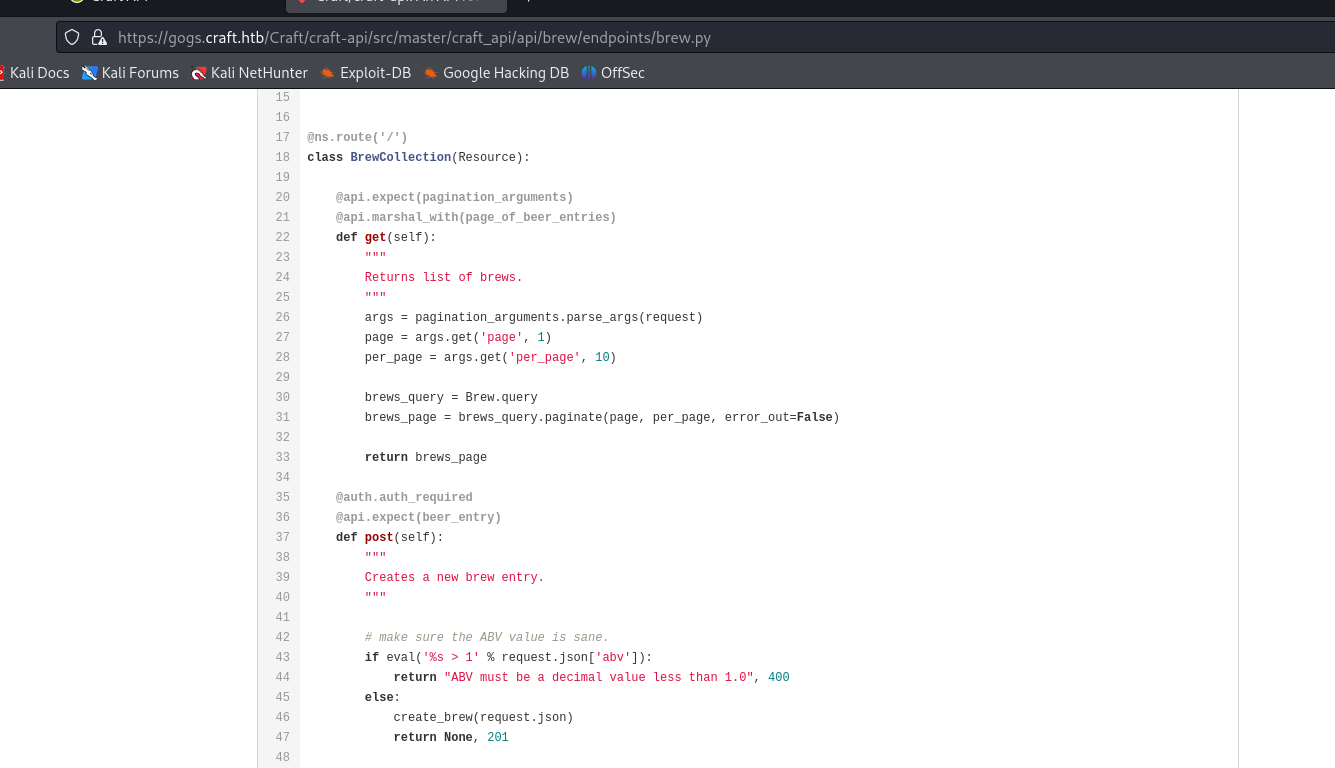 https://gogs.craft.htb/Craft/craft-api/src/master/craft_api/api/brew/endpoints/brew.py
Kali Docs Kali Forums Kali NetHunter Exploit-DB Google Hacking DB OffSec
15
16
17 @ns.route('/')
18 class BrewCollection(Resource):
19
20     @api.expect(pagination_arguments)
21     @api.marshal_with(page_of_beer_entries)
22     def get(self):
23         """
24         Returns list of brews.
25         """
26         args = pagination_arguments.parse_args(request)
27         page = args.get('page', 1)
28         per_page = args.get('per_page', 10)
29
30         brews_query = Brew.query
31         brews_page = brews_query.paginate(page, per_page, error_out=False)
32
33         return brews_page
34
35     @auth.auth_required
36     @api.expect(beer_entry)
37     def post(self):
38         """
39         Creates a new brew entry.
40         """
41
42         # make sure the ABV value is sane.
43         if eval('%s > 1' % request.json['abv']):
44             return "ABV must be a decimal value less than 1.0", 400
45         else:
46             create_brew(request.json)
47             return None, 201
48